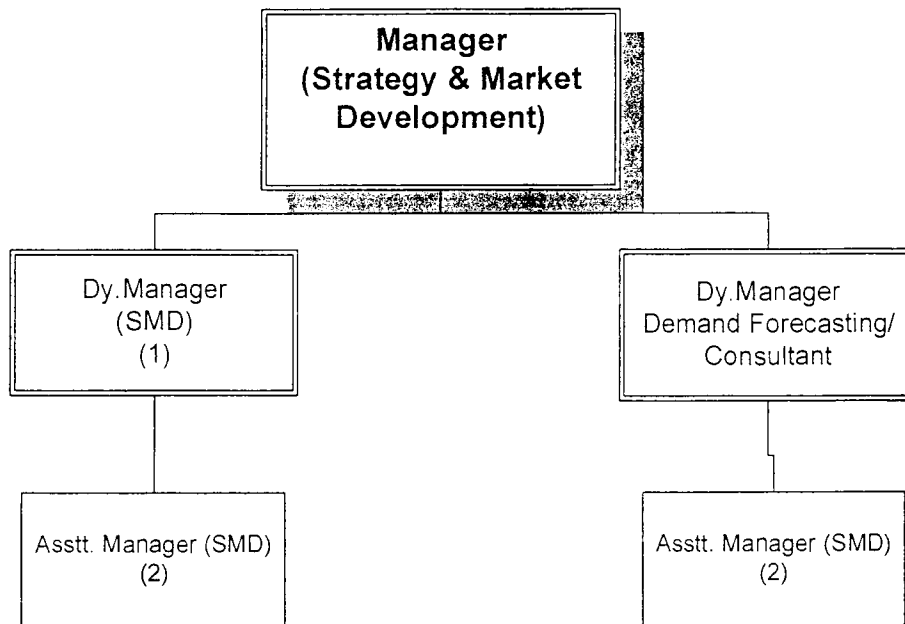 Manager
(Strategy & Market
Development)
Dy.Manager
(SMD)
(1)
Dy.Manager
Demand Forecasting/
Consultant
Asstt. Manager (SMD)
(2)
Asstt. Manager (SMD)
(2)